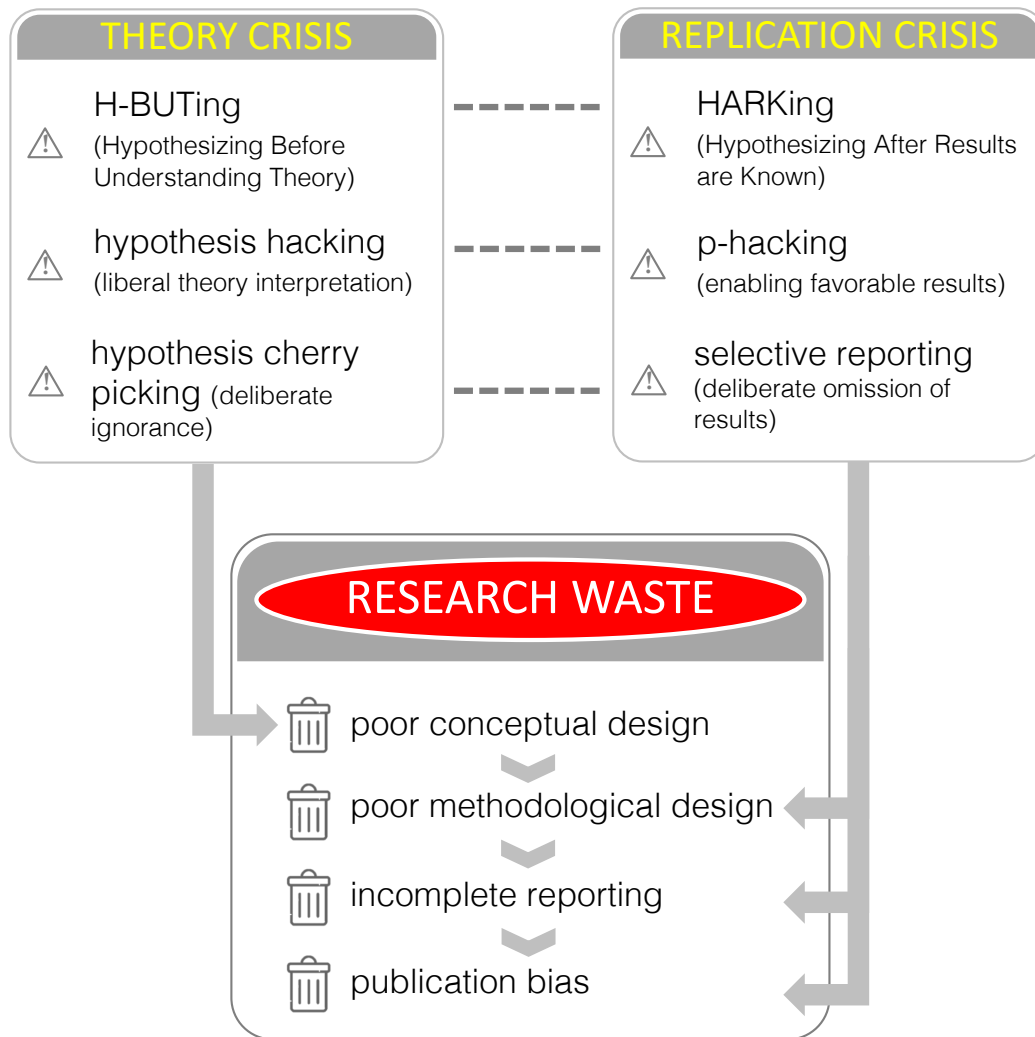 THEORY CRISIS
H-BUTing
(Hypothesizing Before
Understanding Theory)
hypothesis hacking
(liberal theory interpretation)
hypothesis cherry
picking (deliberate
ignorance)
REPLICATION CRISIS
HARKing
(Hypothesizing After Results
are Known)
p-hacking
(enabling favorable results)
selective reporting
(deliberate omission of
results)
RESEARCH WASTE
poor conceptual design
poor methodological design
incomplete reporting
publication bias